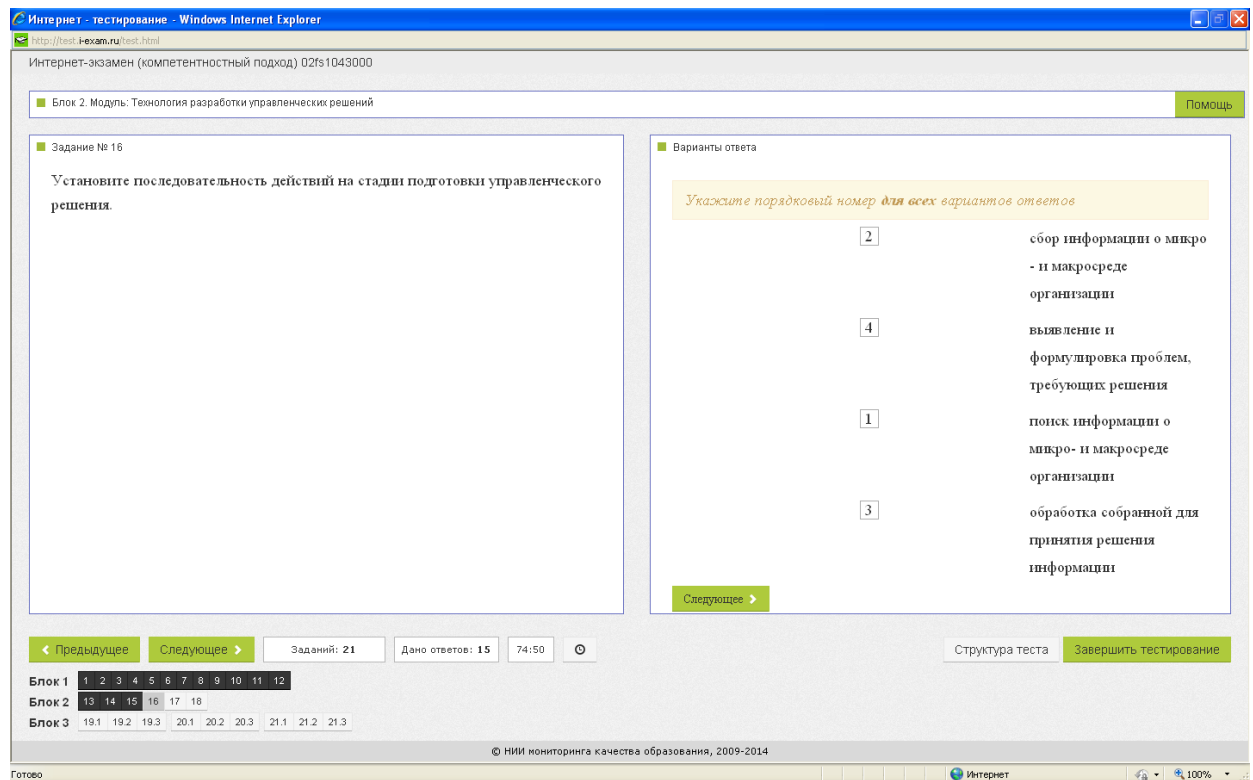 Интернет - тестирование - Windows Internet Explorer
http://test.i-exam.ru/test.html
Интернет-экзамен (компетентностный подход) 02fs1043000
Блок 2. Модуль: Технология разработки управленческих решений
Помощь
Задание № 16
Установите последовательность действий на стадии подготовки управленческого
решения.
Варианты ответа
Укажите порядковый номер для всех вариантов ответов
2 сбор информации о микро
- и макросреде
организации
4 выявление и
формулировка проблем,
требующих решения
1 поиск информации о
микро- и макросреде
организации
3 обработка собранной для
принятия решения
информации
Следующее
Предыдущее Следующее Заданий: 21 Дано ответов: 15 74:50 Структура теста Завершить тестирование
Блок 1 1 2 3 4 5 6 7 8 9 10 11 12
Блок 2 13 14 15 16 17 18
Блок 3 19.1 19.2 19.3 20.1 20.2 20.3 21.1 21.2 21.3
© НИИ мониторинга качества образования, 2009-2014
Готово Интернет 100%